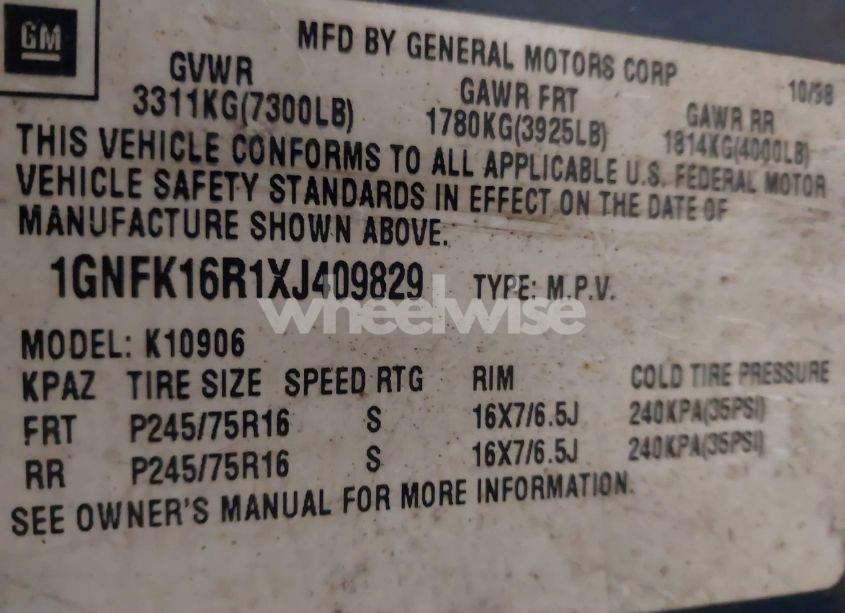 GM
MFD BY GENERAL MOTORS CORP
10/98
GVWR GAWR FRT GAWR RR
3311KG(7300LB) 1780KG(3925LB) 1814KG(4000LB)
THIS VEHICLE CONFORMS TO ALL APPLICABLE U.S. FEDERAL MOTOR
VEHICLE SAFETY STANDARDS IN EFFECT ON THE DATE OF
MANUFACTURE SHOWN ABOVE.
1GNFK16R1XJ409829 TYPE: M.P.V.
wheelwise
MODEL: K10906
KPAZ TIRE SIZE SPEED RTG RIM COLD TIRE PRESSURE
FRT P245/75R16 S 16X7/6.5J 240KPA(35PSI)
RR P245/75R16 S 16X7/6.5J 240KPA(35PSI)
SEE OWNER'S MANUAL FOR MORE INFORMATION.